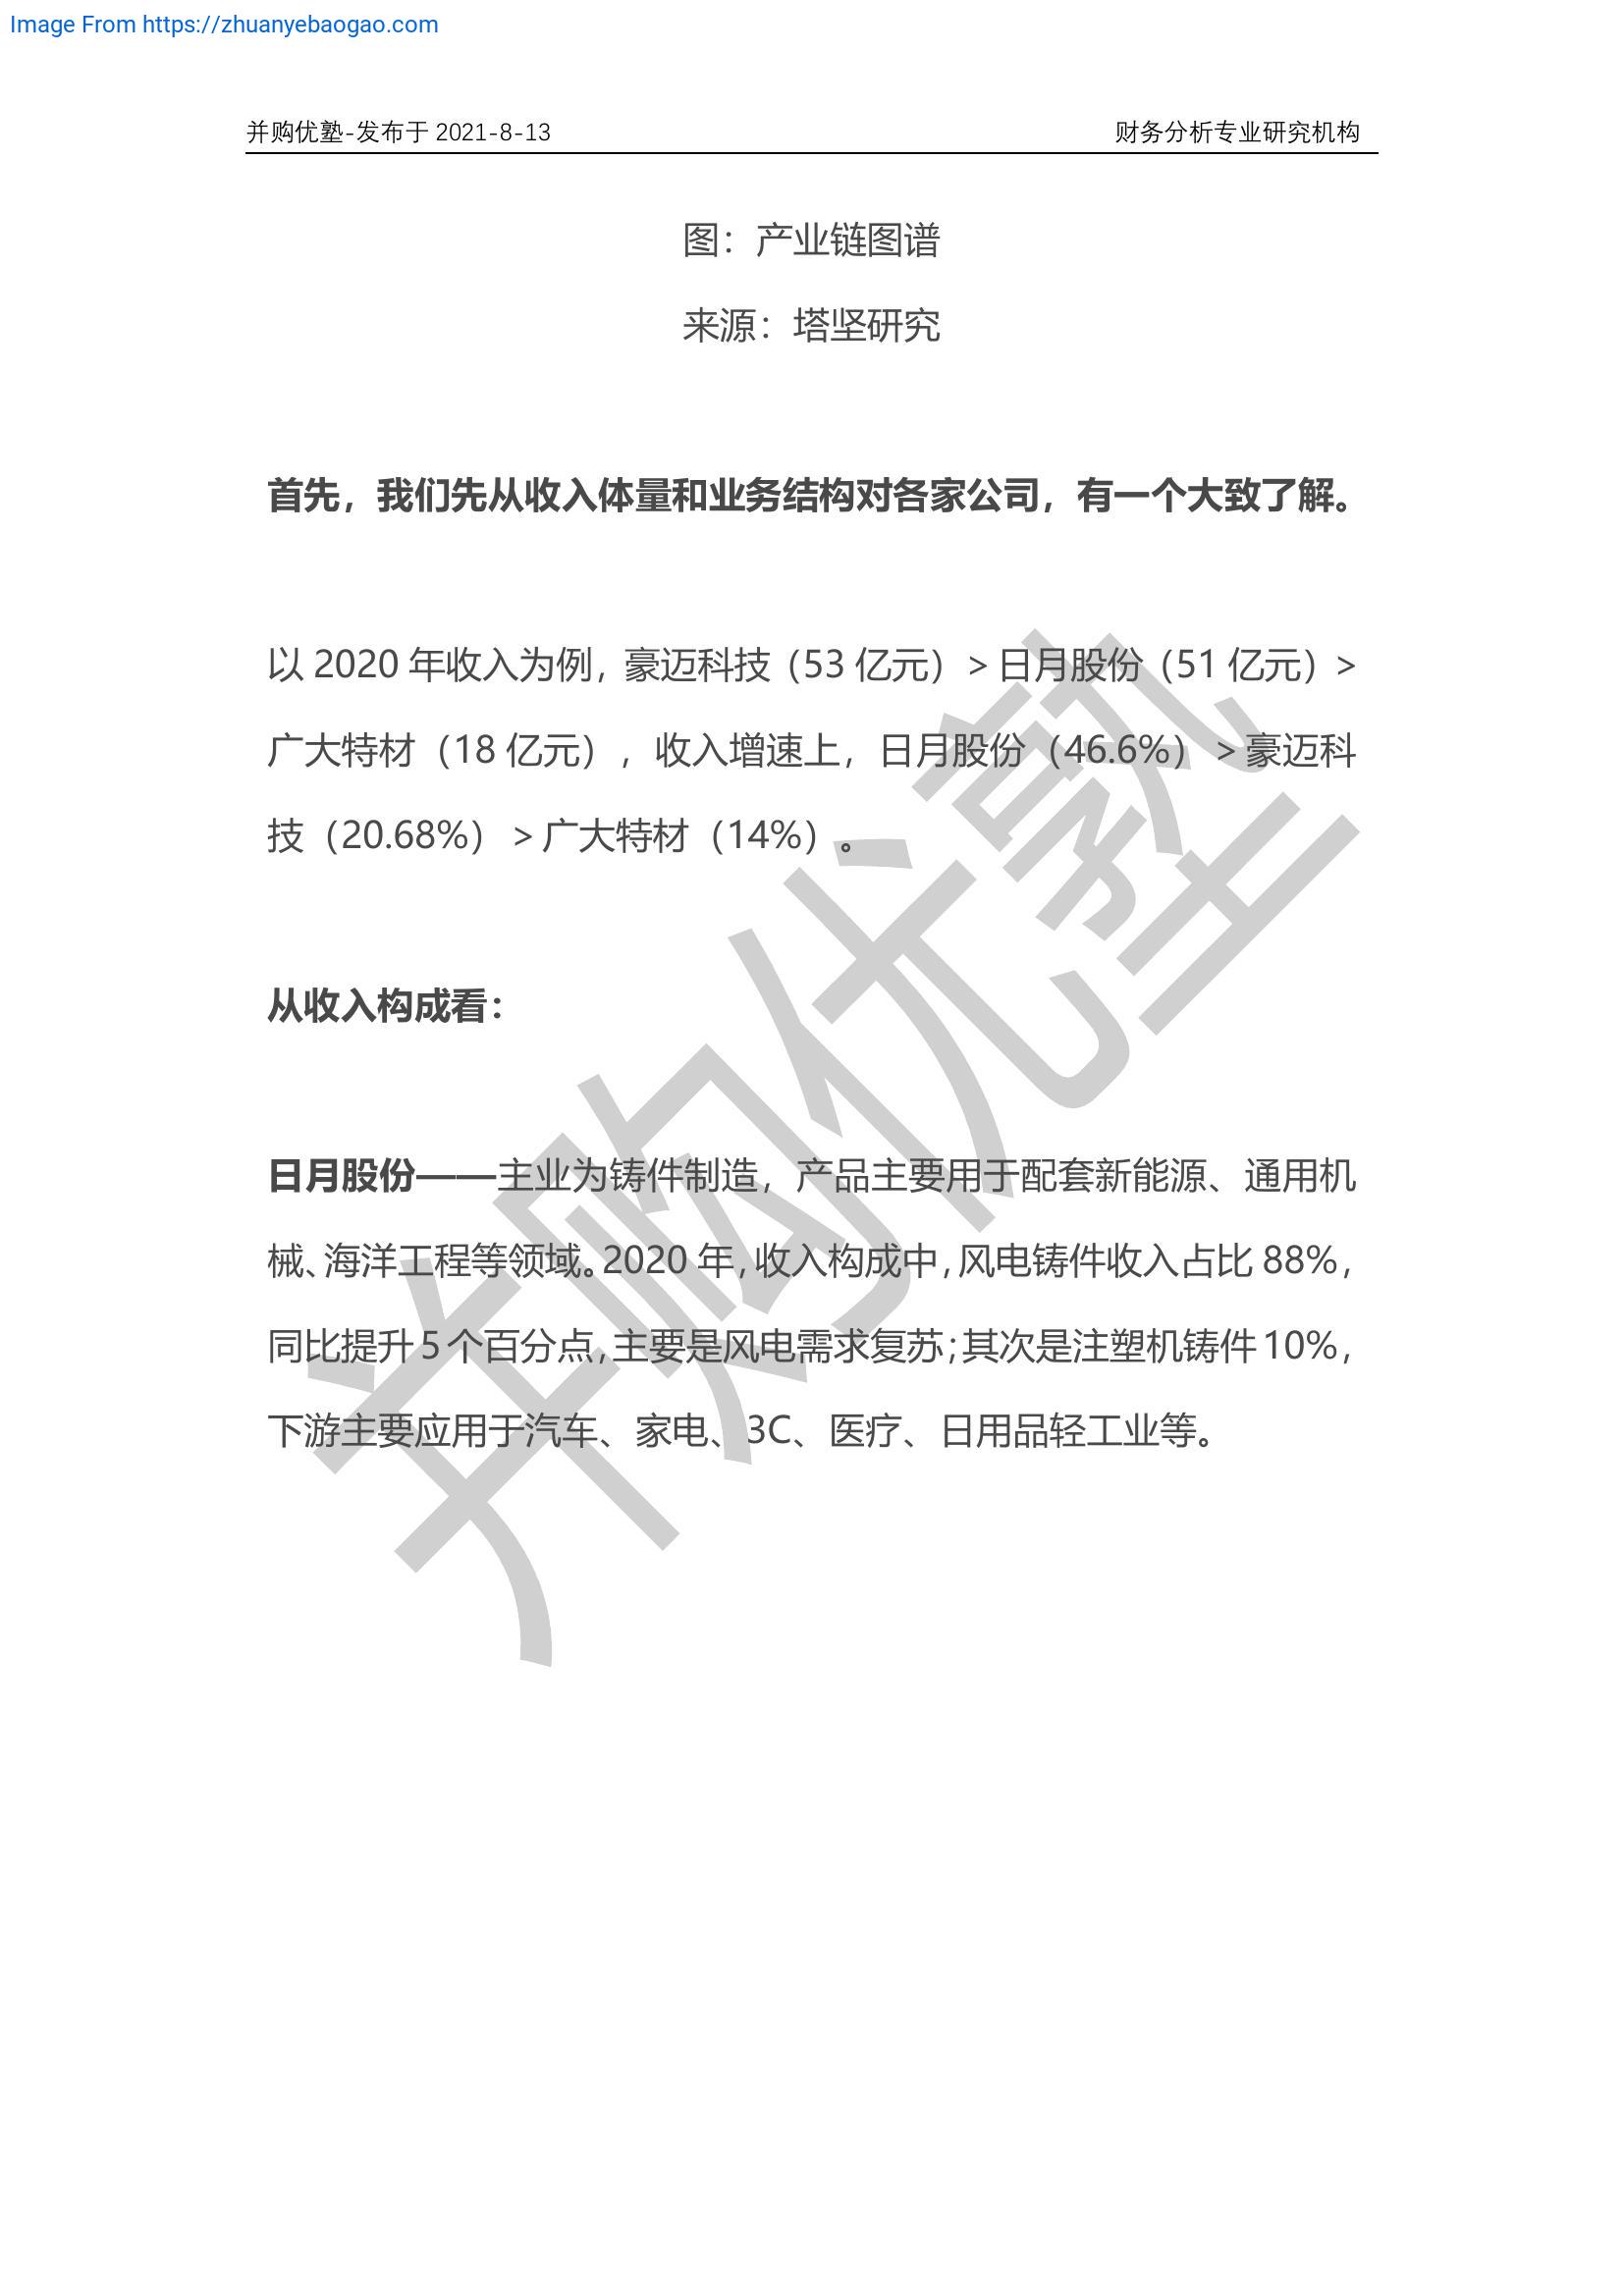 Image From https://zhuanyebaogao.com
并购优塾-发布于 2021-8-13 财务分析专业研究机构
图：产业链图谱
来源：塔坚研究
首先，我们先从收入体量和业务结构对各家公司，有一个大致了解。
以 2020 年收入为例，豪迈科技（53 亿元）> 日月股份（51 亿元）>
广大特材（18 亿元），收入增速上，日月股份（46.6%）> 豪迈科
技（20.68%）> 广大特材（14%）。
从收入构成看：
日月股份——主业为铸件制造，产品主要用于配套新能源、通用机
械、海洋工程等领域。2020 年，收入构成中，风电铸件收入占比 88%，
同比提升 5 个百分点，主要是风电需求复苏；其次是注塑机铸件 10%，
下游主要应用于汽车、家电、3C、医疗、日用品轻工业等。
并购优塾